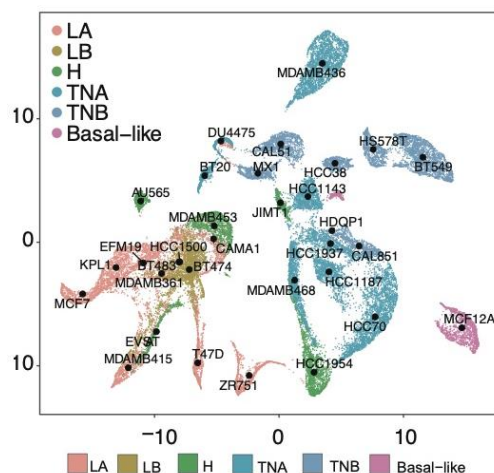 LA
LB
H
TNA
TNB
Basal-like
MDAMB436
10
DU4475
CAL51
HS578T
BT20
MX1
HCC38
BT549
AU565
HCC1143
JIMT1
MDAMB453
HDQP1
0
EFM19
HCC1500
CAMA1
HCC1937
CAL851
KPL1
BT483
BT474
MDAMB361
MDAMB468
HCC1187
MCF7
HCC70
MCF12A
EVST
MDAMB415
T47D
HCC1954
10
ZR751
−10 0 10
LA LB H TNA TNB Basal-like